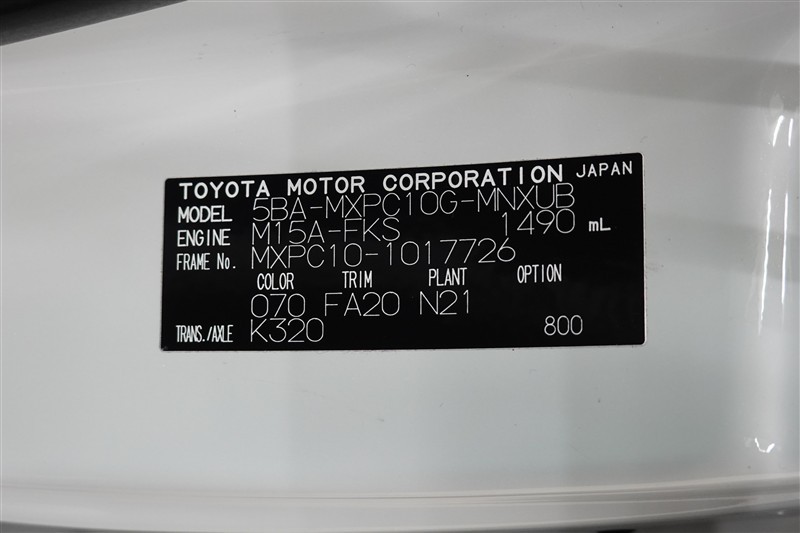 TOYOTA MOTOR CORPORATION JAPAN
MODEL 5BA-MXPC10G-MNXUB
ENGINE M15A-FKS 1490 mL
FRAME No. MXPC10-1017726
COLOR TRIM PLANT OPTION
070 FA20 N21
TRANS./AXLE K320 800